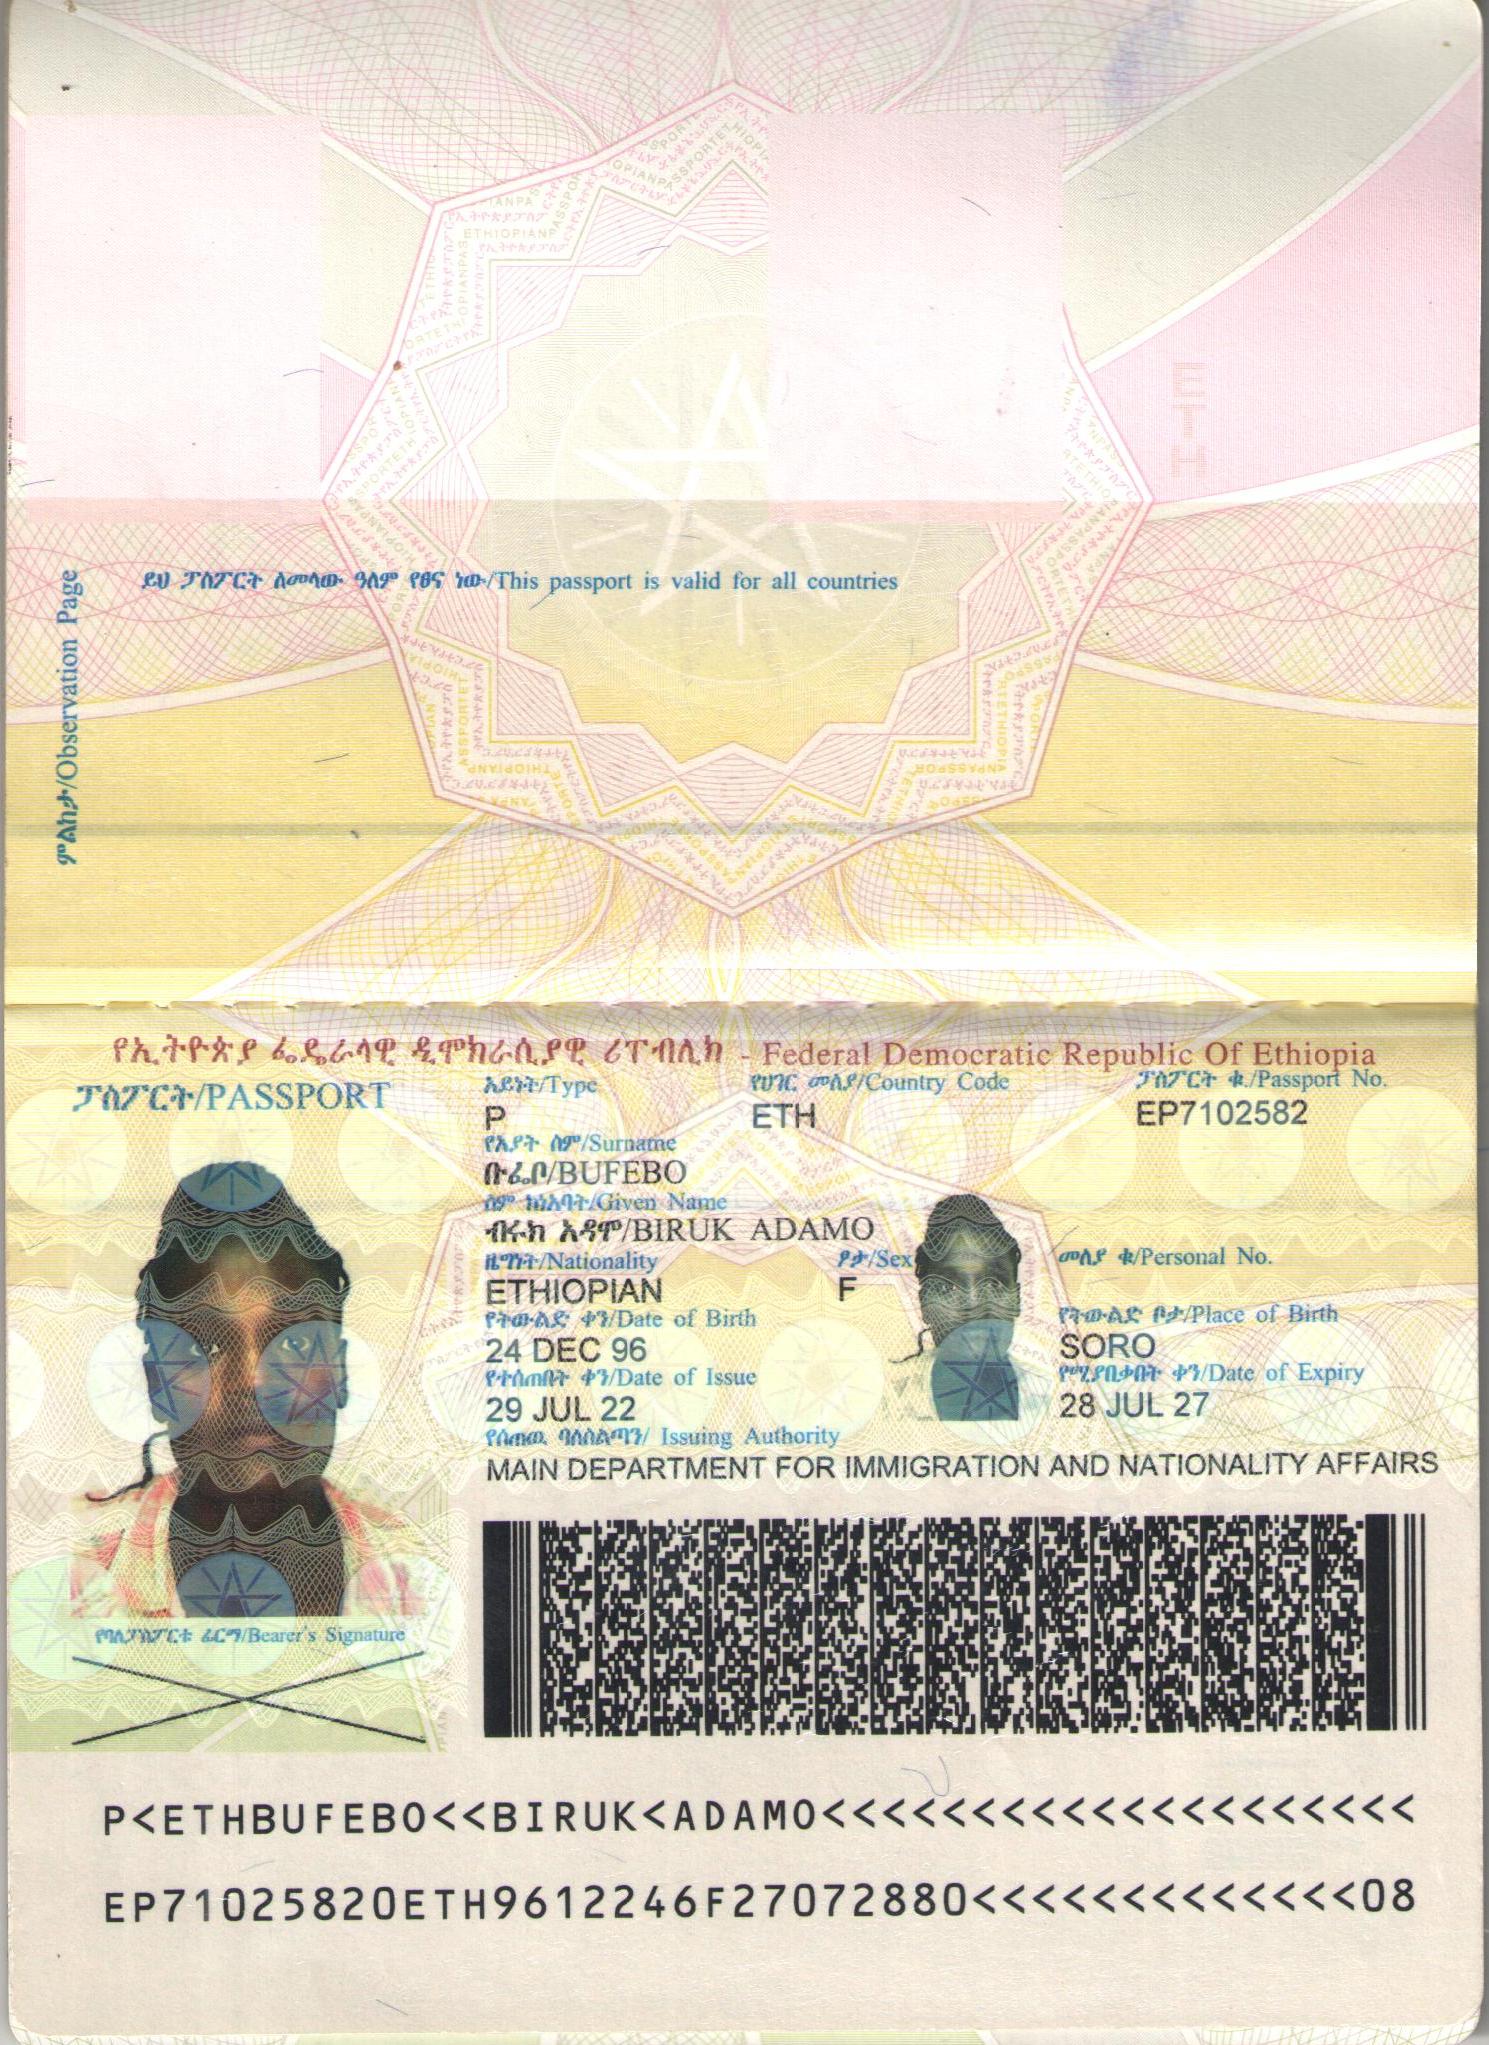 ይህ ፓስፖርት ለመላው ዓለም የፀና ነው/This passport is valid for all countries
ምልከታ/Observation Page
ETH
የኢትዮጵያ ፌዴራላዊ ዲሞክራሲያዊ ሪፐብሊክ - Federal Democratic Republic Of Ethiopia
ፓስፖርት/PASSPORT
አይነት/Type
የሀገር መለያ/Country Code
ፓስፖርት ቁ./Passport No.
P
ETH
EP7102582
የአያት ስም/Surname
ቡፌቦ/BUFEBO
ስም ከነአባት/Given Name
ብሩክ አዳሞ/BIRUK ADAMO
ዜግነት/Nationality
ፆታ/Sex
መለያ ቁ/Personal No.
ETHIOPIAN
F
የትውልድ ቀን/Date of Birth
የትውልድ ቦታ/Place of Birth
24 DEC 96
SORO
የተሰጠበት ቀን/Date of Issue
የሚያበቃበት ቀን/Date of Expiry
29 JUL 22
28 JUL 27
የሰጠዉ ባለስልጣን/ Issuing Authority
MAIN DEPARTMENT FOR IMMIGRATION AND NATIONALITY AFFAIRS
የባለፓስፖርቱ ፊርማ/Bearer's Signature
P<ETHBUFEBO<<BIRUK<ADAMO<<<<<<<<<<<<<<<<<<<<
EP71025820ETH9612246F27072880<<<<<<<<<<<<<08